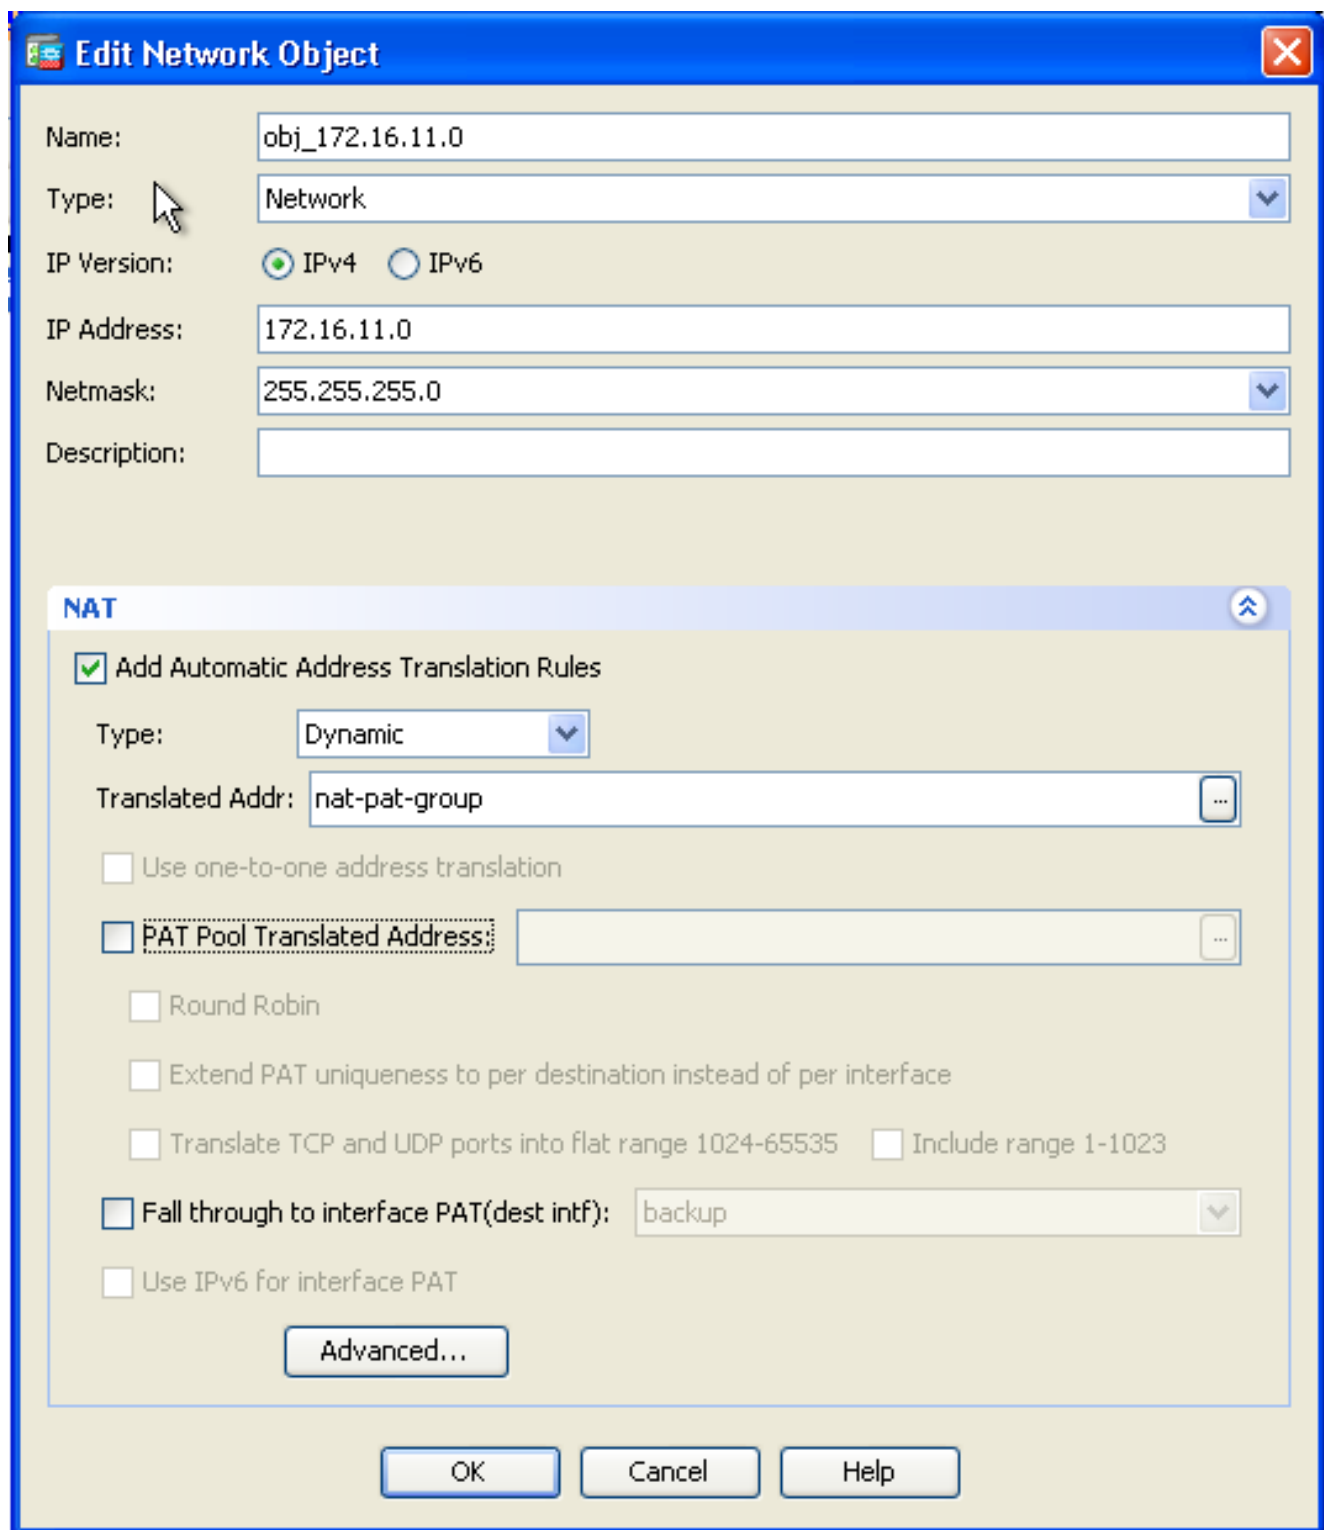 Edit Network Object
Name: obj_172.16.11.0
Type: Network
IP Version: IPv4 IPv6
IP Address: 172.16.11.0
Netmask: 255.255.255.0
Description:
NAT
Add Automatic Address Translation Rules
Type: Dynamic
Translated Addr: nat-pat-group ...
Use one-to-one address translation
PAT Pool Translated Address: ...
Round Robin
Extend PAT uniqueness to per destination instead of per interface
Translate TCP and UDP ports into flat range 1024-65535 Include range 1-1023
Fall through to interface PAT(dest intf): backup
Use IPv6 for interface PAT
Advanced...
OK Cancel Help